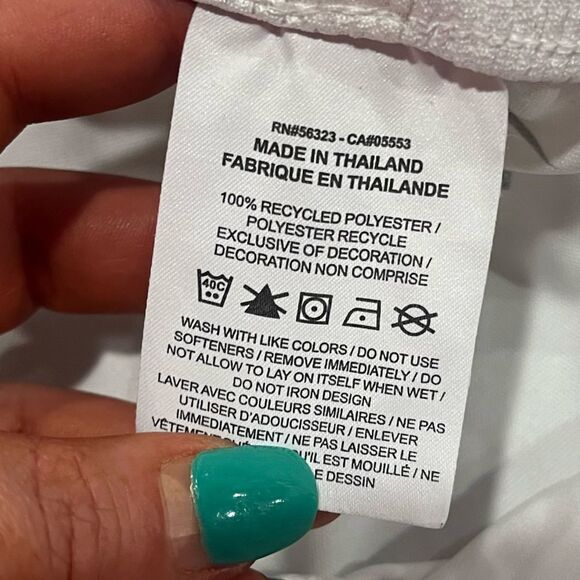 RN#56323 - CA#05553
MADE IN THAILAND
FABRIQUE EN THAILANDE
100% RECYCLED POLYESTER /
POLYESTER RECYCLE
EXCLUSIVE OF DECORATION /
DECORATION NON COMPRISE
40C
WASH WITH LIKE COLORS / DO NOT USE
SOFTENERS / REMOVE IMMEDIATELY / DO
NOT ALLOW TO LAY ON ITSELF WHEN WET /
DO NOT IRON DESIGN
LAVER AVEC COULEURS SIMILAIRES / NE PAS
UTILISER D'ADOUCISSEUR / ENLEVER
IMMEDIATEMENT / NE PAS LAISSER LE
QU'IL EST MOUILLÉ / NE
LE DESSIN